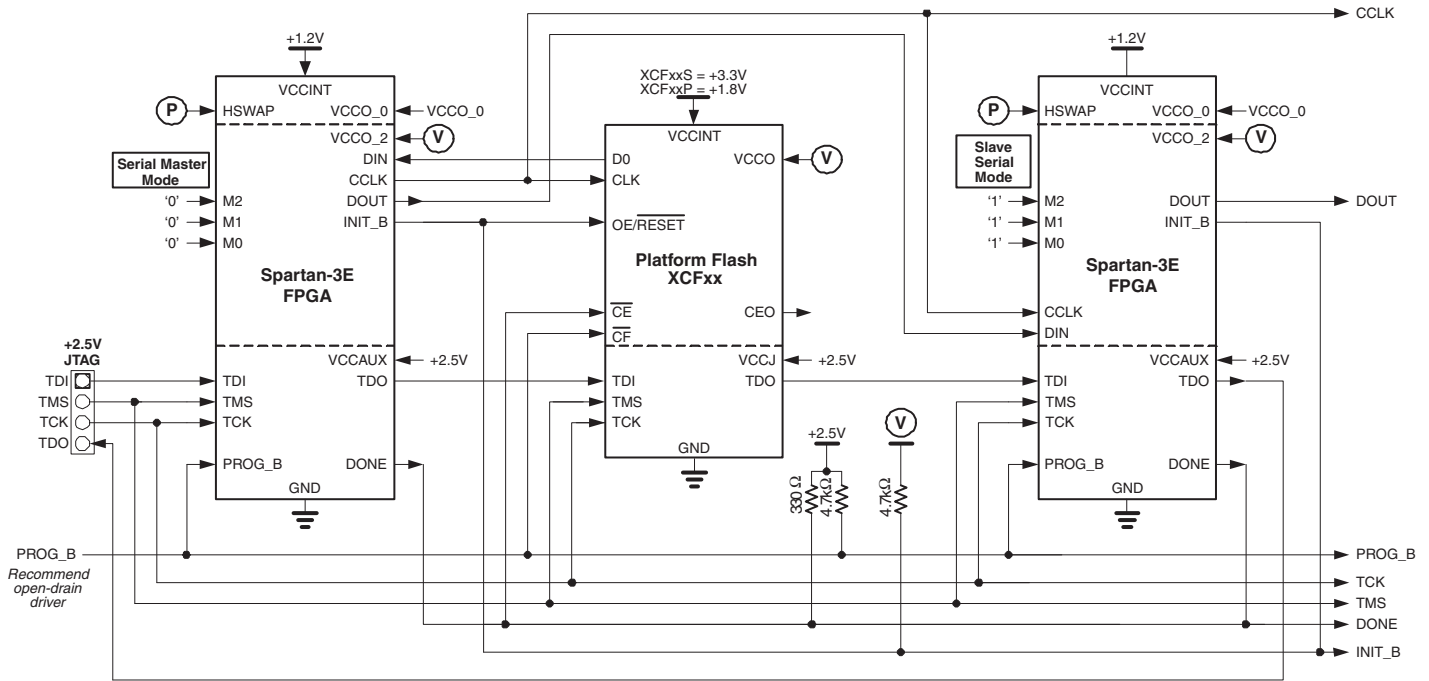 CCLK
+1.2V
VCCINT
P
HSWAP
VCCO_0
VCCO_0
VCCO_2
V
Serial Master
Mode
DIN
CCLK
DOUT
INIT_B
‘0’
M2
‘0’
M1
‘0’
M0
Spartan-3E
FPGA
VCCAUX
+2.5V
+2.5V
JTAG
TDI
TMS
TCK
TDO
TDI
TMS
TCK
TDO
PROG_B
DONE
GND
XCFxxS = +3.3V
XCFxxP = +1.8V
VCCINT
D0
VCCO
V
CLK
OE/RESET
Platform Flash
XCFxx
CE
CEO
CF
VCCJ
+2.5V
TDI
TDO
TMS
TCK
GND
+2.5V
330 Ω
4.7kΩ
V
4.7kΩ
+1.2V
VCCINT
P
HSWAP
VCCO_0
VCCO_0
VCCO_2
V
Slave
Serial
Mode
‘1’
M2
‘1’
M1
‘1’
M0
DOUT
DOUT
INIT_B
Spartan-3E
FPGA
CCLK
DIN
VCCAUX
+2.5V
TDI
TDO
TMS
TCK
PROG_B
DONE
GND
PROG_B
Recommend
open-drain
driver
PROG_B
TCK
TMS
DONE
INIT_B